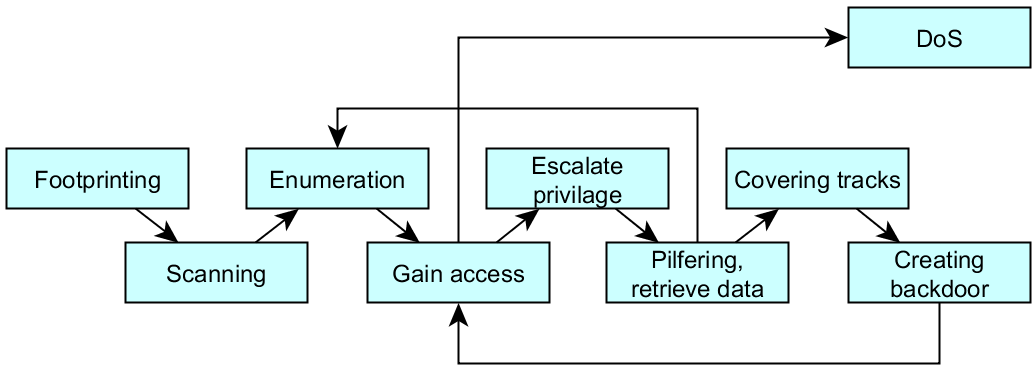 DoS
Footprinting
Enumeration
Escalate
privilage
Covering tracks
Scanning
Gain access
Pilfering,
retrieve data
Creating
backdoor